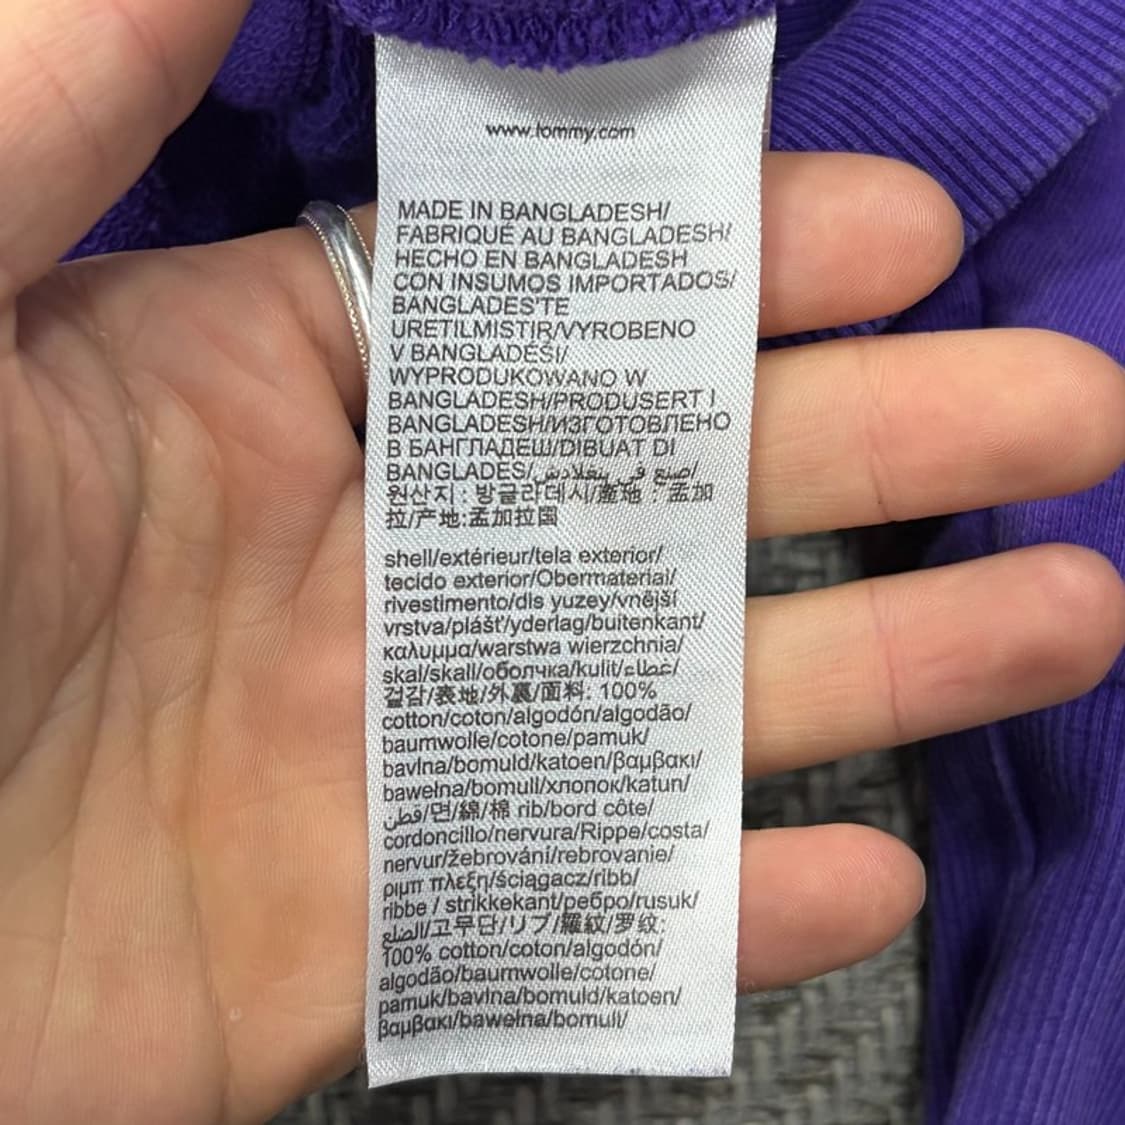 www.tommy.com
MADE IN BANGLADESH/
FABRIQUÉ AU BANGLADESH/
HECHO EN BANGLADESH
CON INSUMOS IMPORTADOS/
BANGLADES'TE
URETILMISTIR/VYROBENO
V BANGLADÉŠI/
WYPRODUKOWANO W
BANGLADESH/PRODUSERT I
BANGLADESH/ИЗГОТОВЛЕНО
В БАНГЛАДЕШ/DIBUAT DI
BANGLADES/صنع في بنغلادش/
원산지 : 방글라데시/產地 : 孟加
拉/产地:孟加拉国
shell/extérieur/tela exterior/
tecido exterior/Obermaterial/
rivestimento/dis yuzey/vnější
vrstva/plášť/yderlag/buitenkant/
καλυμμα/warstwa wierzchnia/
skal/skall/оболчка/kulit/غطاء/
겉감/表地/外裏/面料: 100%
cotton/coton/algodón/algodão/
baumwolle/cotone/pamuk/
bavlna/bomuld/katoen/βαμβακι/
bawełna/bomull/хлопок/katun/
قطن/면/綿/棉 rib/bord côte/
cordoncillo/nervura/Rippe/costa/
nervur/žebrování/rebrovanie/
ριμπ πλεξη/ściągacz/ribb/
ribbe / strikkekant/ребро/rusuk/
الضلع/고무단/リブ/羅紋/罗纹:
100% cotton/coton/algodón/
algodão/baumwolle/cotone/
pamuk/bavlna/bomuld/katoen/
βαμβακι/bawełna/bomull/